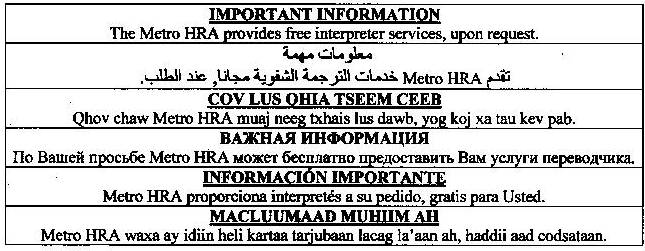 IMPORTANT INFORMATION
The Metro HRA provides free interpreter services, upon request.
معلومات مهمة
تقدم Metro HRA خدمات الترجمة الشفوية مجانا, عند الطلب.
COV LUS QHIA TSEEM CEEB
Qhov chaw Metro HRA muaj neeg txhais lus dawb, yog koj xa tau kev pab.
ВАЖНАЯ ИНФОРМАЦИЯ
По Вашей просьбе Metro HRA может бесплатно предоставить Вам услуги переводчика.
INFORMACIÓN IMPORTANTE
Metro HRA proporciona interpretés a su pedido, gratis para Usted.
MACLUUMAAD MUHIIM AH
Metro HRA waxa ay idiin heli kartaa tarjubaan lacag la'aan ah, haddii aad codsataan.